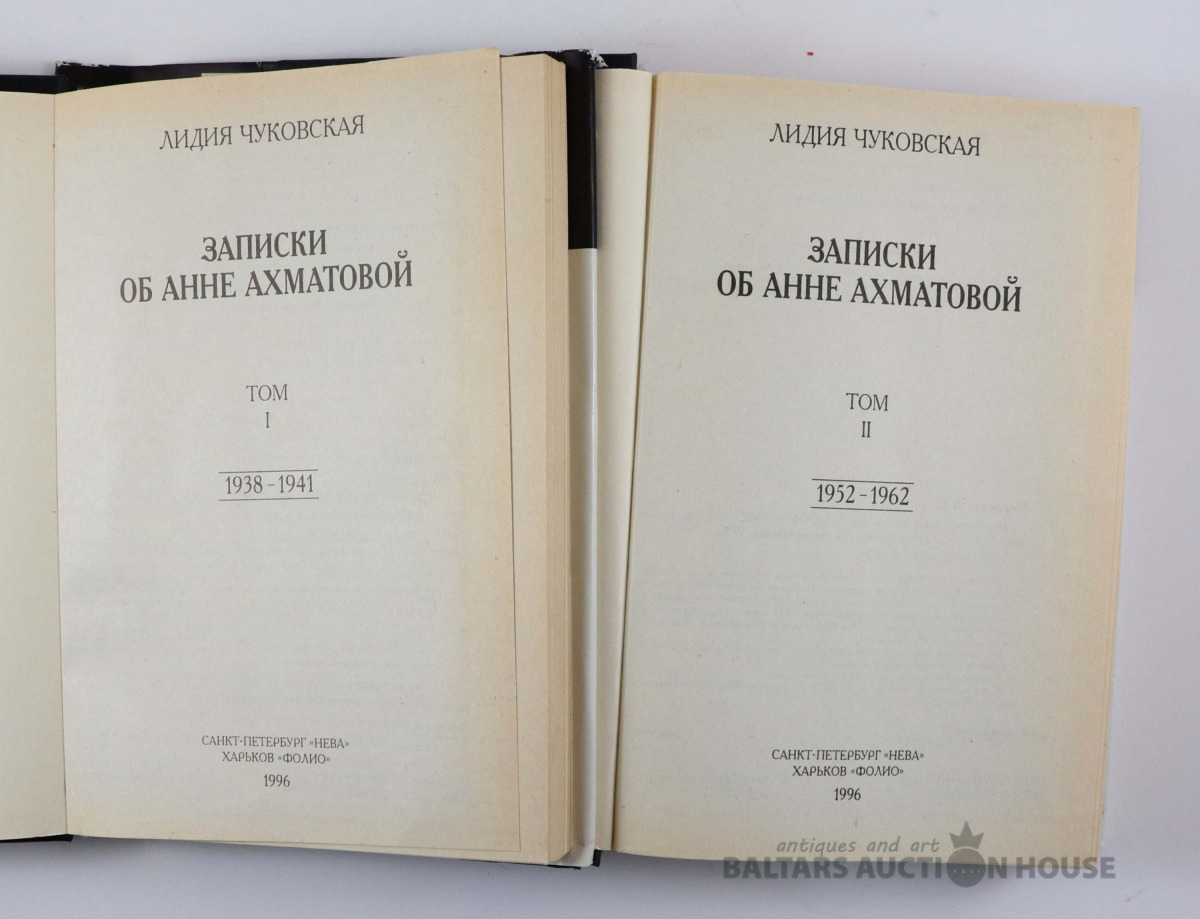 ЛИДИЯ ЧУКОВСКАЯ
ЗАПИСКИ
ОБ АННЕ АХМАТОВОЙ
ТОМ
I
1938-1941
САНКТ-ПЕТЕРБУРГ «НЕВА»
ХАРЬКОВ «ФОЛИО»
1996
ЛИДИЯ ЧУКОВСКАЯ
ЗАПИСКИ
ОБ АННЕ АХМАТОВОЙ
ТОМ
II
1952-1962
САНКТ-ПЕТЕРБУРГ «НЕВА»
ХАРЬКОВ «ФОЛИО»
1996
antiques and art
BALTARS AUCTION HOUSE